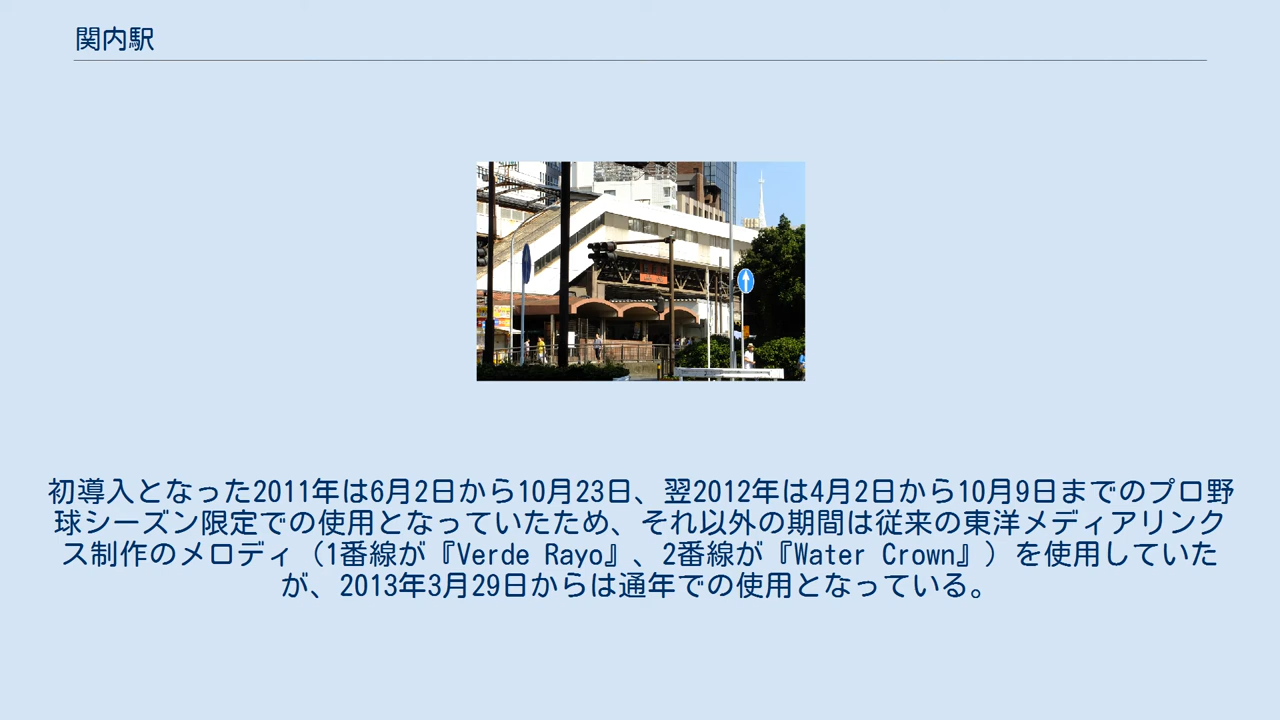 関内駅
初導入となった2011年は6月2日から10月23日、翌2012年は4月2日から10月9日までのプロ野
球シーズン限定での使用となっていたため、それ以外の期間は従来の東洋メディアリンク
ス制作のメロディ（1番線が『Verde Rayo』、2番線が『Water Crown』）を使用していた
が、2013年3月29日からは通年での使用となっている。